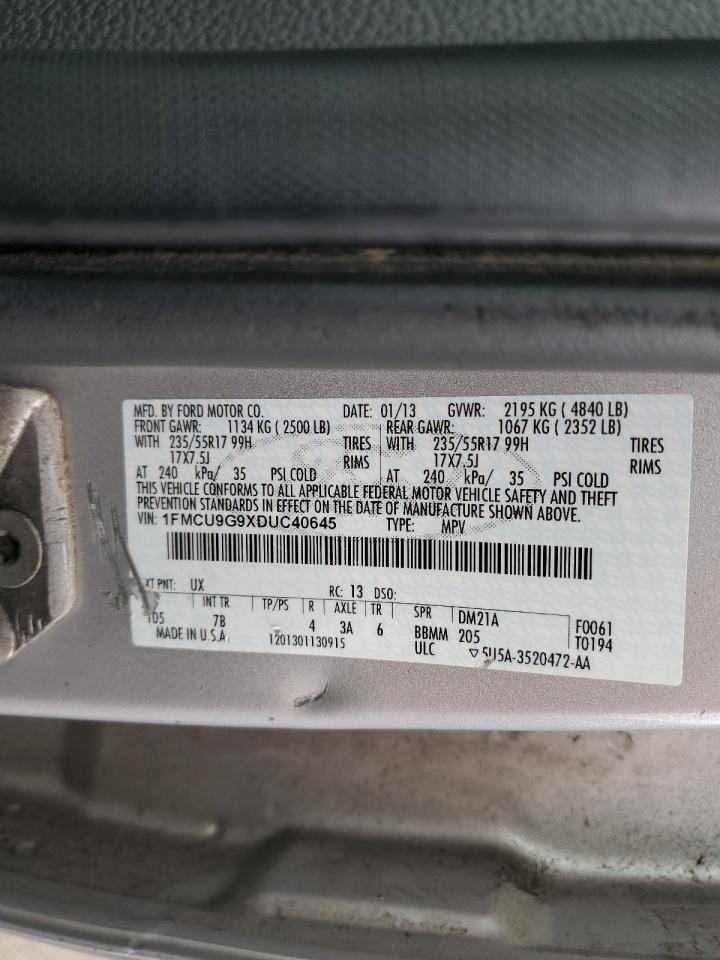 MFD. BY FORD MOTOR CO. DATE: 01/13 GVWR: 2195 KG ( 4840 LB)
FRONT GAWR: 1134 KG ( 2500 LB) REAR GAWR: 1067 KG ( 2352 LB)
WITH 235/55R17 99H TIRES WITH 235/55R17 99H TIRES
17X7.5J RIMS 17X7.5J RIMS
AT 240 kPa/ 35 PSI COLD AT 240 kPa/ 35 PSI COLD
THIS VEHICLE CONFORMS TO ALL APPLICABLE FEDERAL MOTOR VEHICLE SAFETY AND THEFT
PREVENTION STANDARDS IN EFFECT ON THE DATE OF MANUFACTURE SHOWN ABOVE.
VIN: 1FMCU9G9XDUC40645 TYPE: MPV
XT PNT: UX RC: 13 DSO:
INT TR TP/PS R AXLE TR SPR DM21A F0061
105 7B 4 3A 6 BBMM 205 T0194
MADE IN U.S.A. 1201301130915 ULC ▽5U5A-3520472-AA